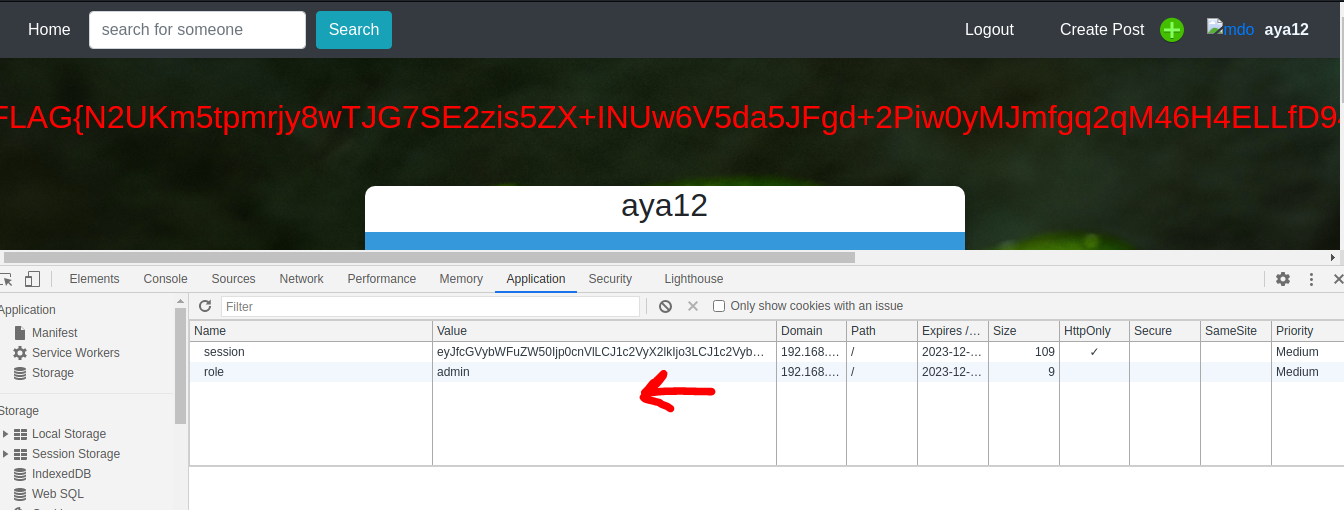 Home search for someone Search Logout Create Post mdo aya12
FLAG{N2UKm5tpmrjy8wTJG7SE2zis5ZX+INUw6V5da5JFgd+2Piw0yMJmfgq2qM46H4ELLfD94
aya12
Elements Console Sources Network Performance Memory Application Security Lighthouse
Application
Manifest
Service Workers
Storage
Storage
Local Storage
Session Storage
IndexedDB
Web SQL
Filter Only show cookies with an issue
Name Value Domain Path Expires /... Size HttpOnly Secure SameSite Priority
session eyJfcGVybWFuZW50Ijp0cnVlLCJ1c2VyX2lkIjo3LCJ1c2Vyb... 192.168.... / 2023-12-... 109 ✓ Medium
role admin 192.168.... / 2023-12-... 9 Medium